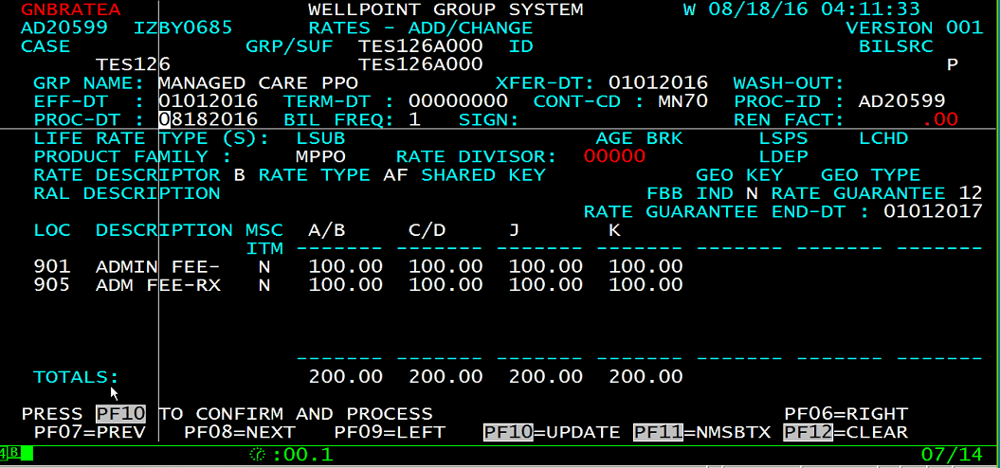 GNBRATEA WELLPOINT GROUP SYSTEM W 08/18/16 04:11:33
AD20599 IZBY0685 RATES - ADD/CHANGE VERSION 001
CASE GRP/SUF TES126A000 ID BILSRC
TES126 TES126A000 P
GRP NAME: MANAGED CARE PPO XFER-DT: 01012016 WASH-OUT:
EFF-DT : 01012016 TERM-DT : 00000000 CONT-CD : MN70 PROC-ID : AD20599
PROC-DT : 08182016 BIL FREQ: 1 SIGN: REN FACT: .00
LIFE RATE TYPE (S): LSUB AGE BRK LSPS LCHD
PRODUCT FAMILY : MPPO RATE DIVISOR: 00000 LDEP
RATE DESCRIPTOR B RATE TYPE AF SHARED KEY GEO KEY GEO TYPE
RAL DESCRIPTION FBB IND N RATE GUARANTEE 12
RATE GUARANTEE END-DT : 01012017
LOC DESCRIPTION MSC A/B C/D J K
ITM ------- ------- ------- ------- ------- ------- -------
901 ADMIN FEE- N 100.00 100.00 100.00 100.00
905 ADM FEE-RX N 100.00 100.00 100.00 100.00
------- ------- ------- ------- ------- ------- -------
TOTALS: 200.00 200.00 200.00 200.00
PRESS PF10 TO CONFIRM AND PROCESS PF06=RIGHT
PF07=PREV PF08=NEXT PF09=LEFT PF10=UPDATE PF11=NMSBTX PF12=CLEAR
4 B :00.1 07/14